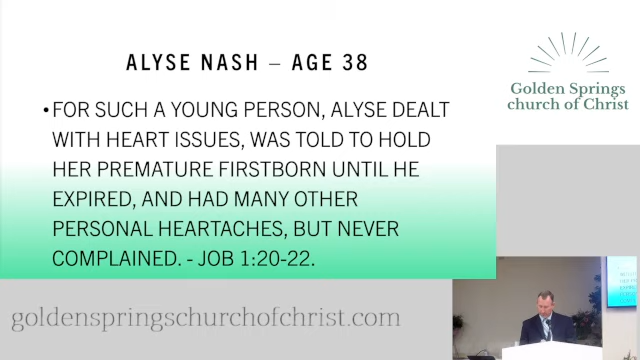 ALYSE NASH – AGE 38
•FOR SUCH A YOUNG PERSON, ALYSE DEALT
WITH HEART ISSUES, WAS TOLD TO HOLD
HER PREMATURE FIRSTBORN UNTIL HE
EXPIRED, AND HAD MANY OTHER
PERSONAL HEARTACHES, BUT NEVER
COMPLAINED. - JOB 1:20-22.
Golden Springs
church of Christ
goldenspringschurchofchrist.com